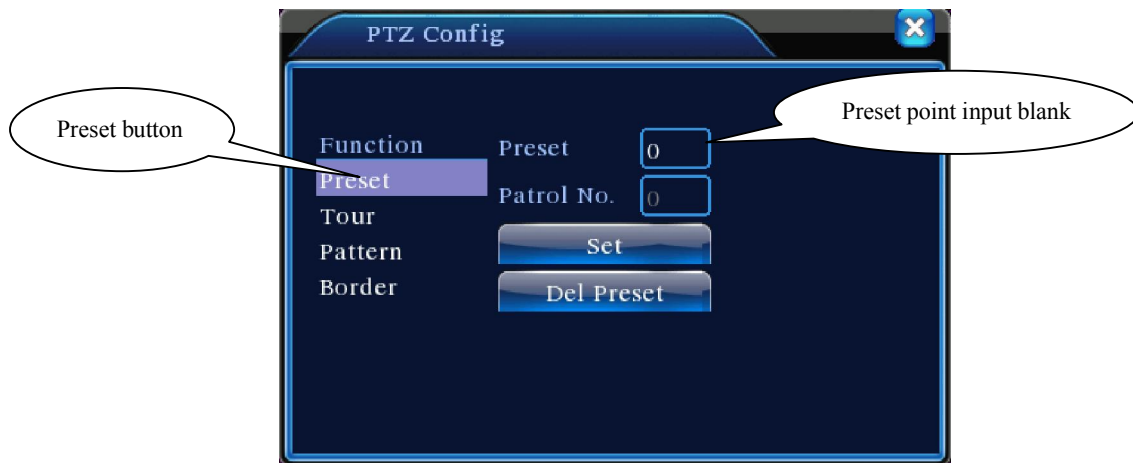 PTZ Config
Preset button
Preset point input blank
Function
Preset
Tour
Pattern
Border
Preset 0
Patrol No. 0
Set
Del Preset